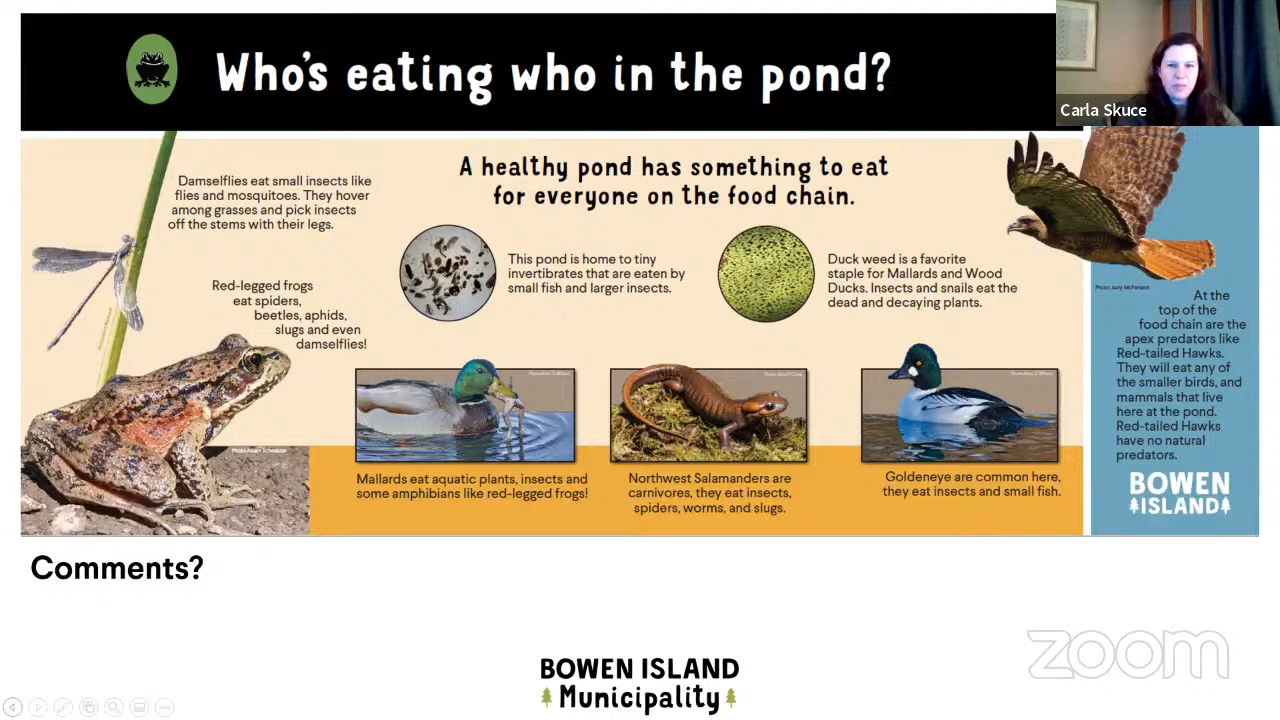 Who's eating who in the pond?
Carla Skuce
A healthy pond has something to eat
for everyone on the food chain.
Damselflies eat small insects like
flies and mosquitoes. They hover
among grasses and pick insects
off the stems with their legs.
Red-legged frogs
eat spiders,
beetles, aphids,
slugs and even
damselflies!
This pond is home to tiny
invertibrates that are eaten by
small fish and larger insects.
Duck weed is a favorite
staple for Mallards and Wood
Ducks. Insects and snails eat the
dead and decaying plants.
Mallards eat aquatic plants, insects and
some amphibians like red-legged frogs!
Northwest Salamanders are
carnivores, they eat insects,
spiders, worms, and slugs.
Goldeneye are common here,
they eat insects and small fish.
At the
top of the
food chain are the
apex predators like
Red-tailed Hawks.
They will eat any of
the smaller birds, and
mammals that live
here at the pond.
Red-tailed Hawks
have no natural
predators.
BOWEN
ISLAND
Comments?
BOWEN ISLAND
Municipality
zoom